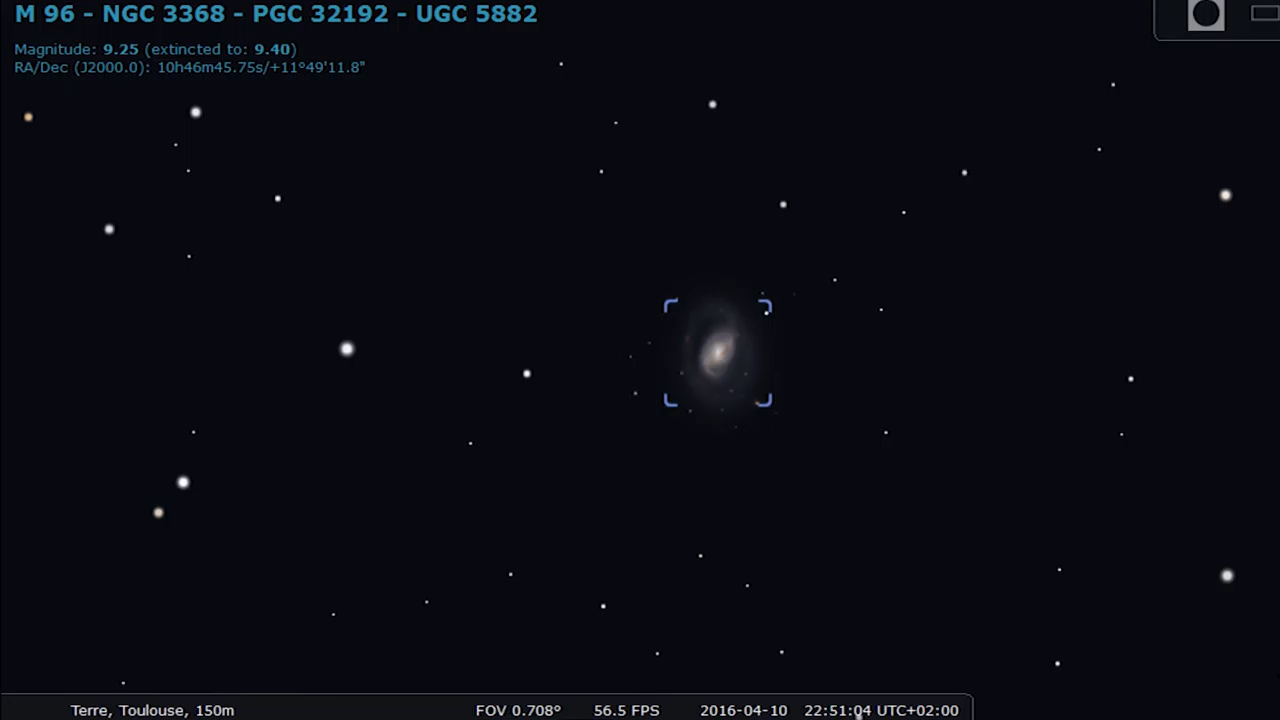 M 96 - NGC 3368 - PGC 32192 - UGC 5882
Magnitude: 9.25 (extincted to: 9.40)
RA/Dec (J2000.0): 10h46m45.75s/+11°49'11.8"
Terre, Toulouse, 150m FOV 0.708° 56.5 FPS 2016-04-10 22:51:04 UTC+02:00